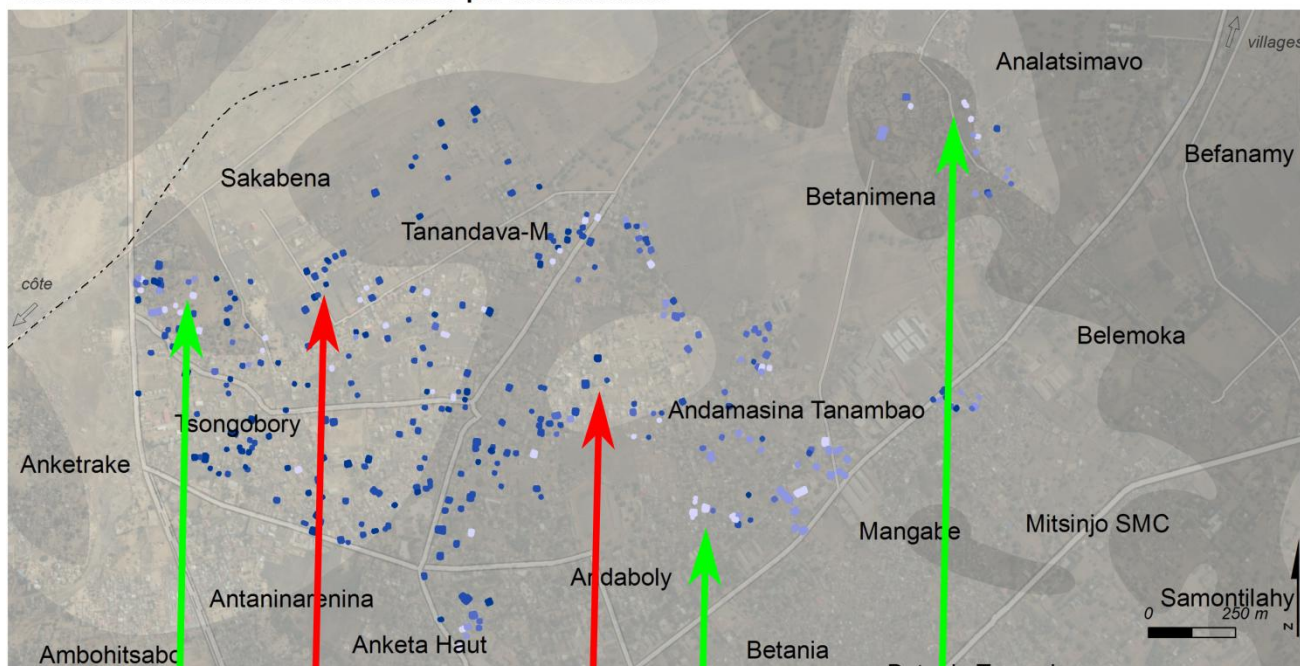 villages
Analatsimavo
Befanamy
Sakabena
Betanimena
Tanandava-M
côte
Belemoka
Andamasina Tanambao
Tsongobory
Anketrake
Mangabe
Mitsinjo SMC
Andaboly
Antaninarenina
Samontilahy
0 250 m
N
Anketa Haut
Betania
Ambohitsabo